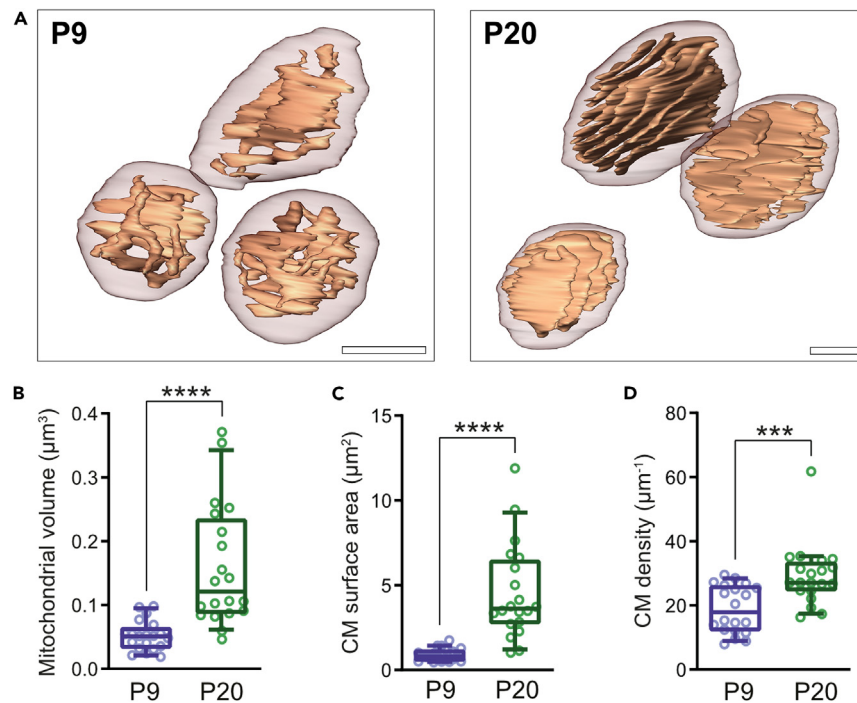 A
P9
P20
B
****
Mitochondrial volume (μm³)
0.4
0.3
0.2
0.1
0.0
P9 P20
C
****
CM surface area (μm²)
15
10
5
0
P9 P20
D
***
CM density (μm⁻¹)
80
60
40
20
0
P9 P20